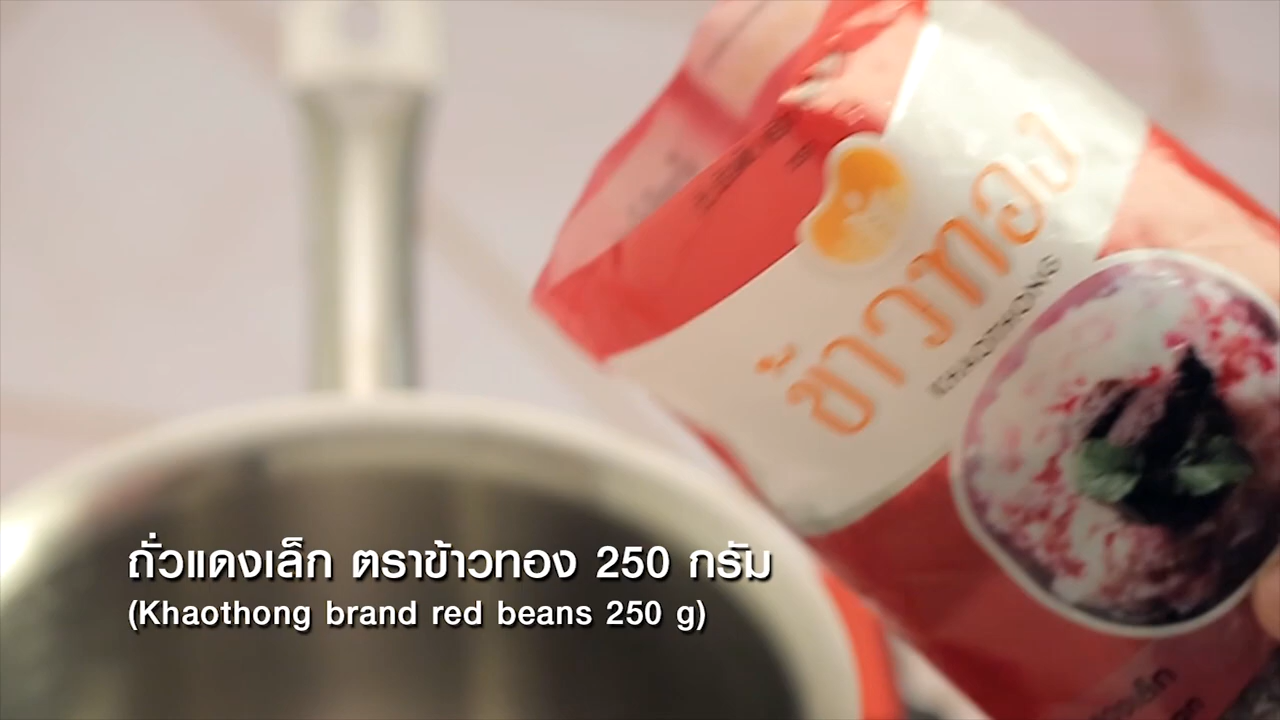 ข้าวทอง
KHAOTHONG
ถั่วแดงเล็ก ตราข้าวทอง 250 กรัม
(Khaothong brand red beans 250 g)